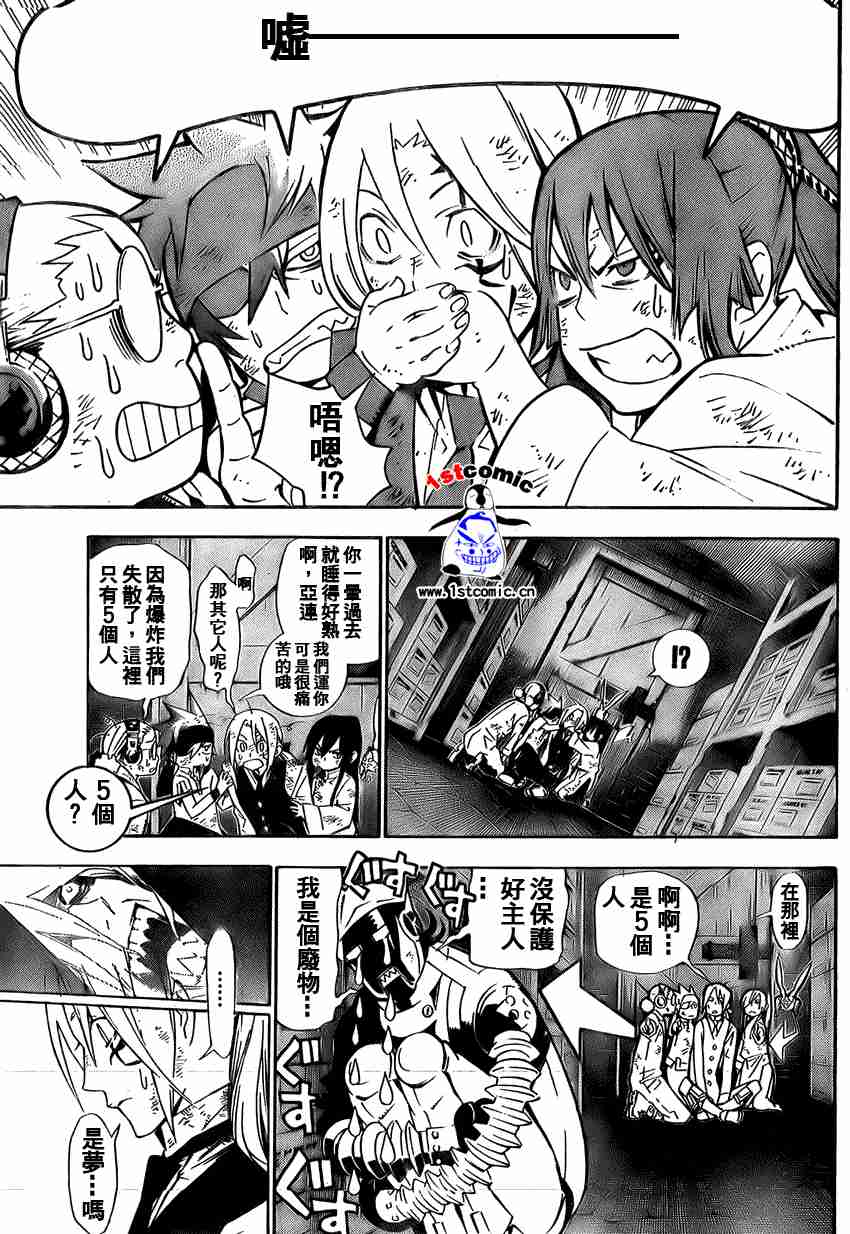 噓
唔
嗯!?
1stcomic
www.1stcomic.cn
!?
你一暈過去
就睡得好熟
啊，亞連
我們運你
可是很痛
苦的哦
啊
那其它人呢?
因為爆炸我們
失散了，這裡
只有5個人
5個
人?
在那裡
啊啊…
是5個
人
沒保護
好主人
…
我是個廢物…
ぐすぐす
ぐすぐす
……
是夢…嗎